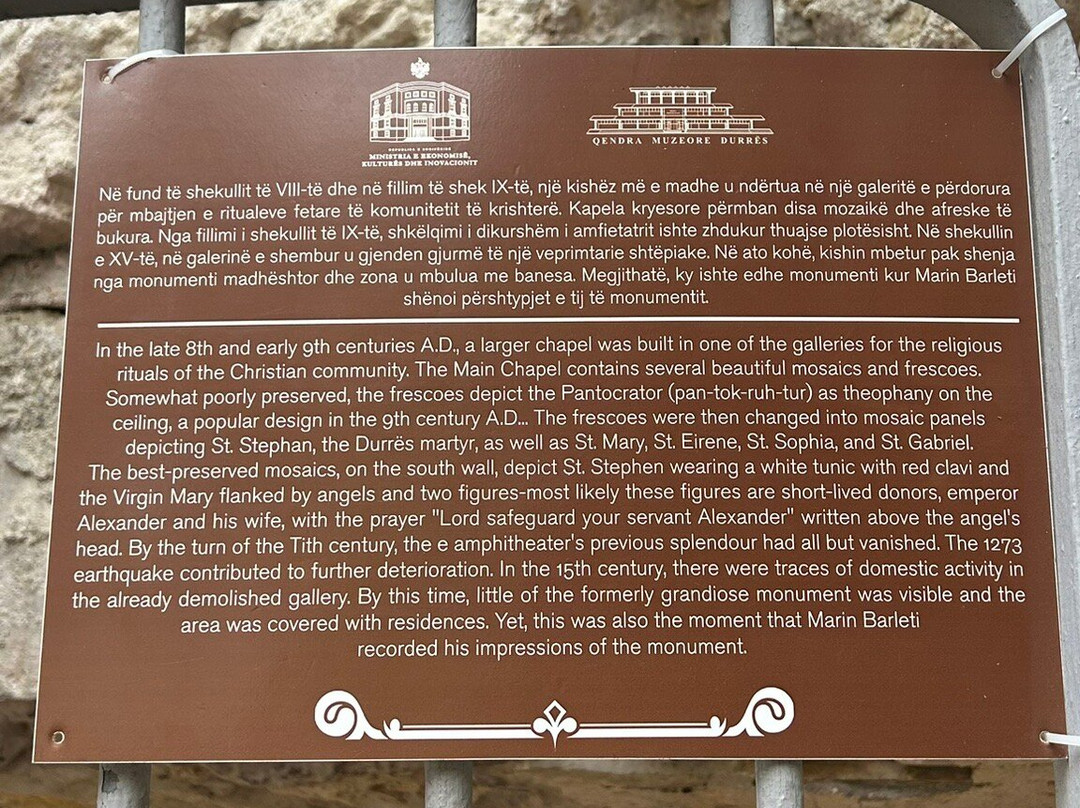 REPUBLIKA E SHQIPËRISË
MINISTRIA E EKONOMISË,
KULTURËS DHE INOVACIONIT
QENDRA MUZEORE DURRËS
Në fund të shekullit të VIII-të dhe në fillim të shek IX-të, një kishëz më e madhe u ndërtua në një galeritë e përdorura
për mbajtjen e ritualeve fetare të komunitetit të krishterë. Kapela kryesore përmban disa mozaikë dhe afreske të
bukura. Nga fillimi i shekullit të IX-të, shkëlqimi i dikurshëm i amfietatrit ishte zhdukur thuajse plotësisht. Në shekullin
e XV-të, në galerinë e shembur u gjenden gjurmë të një veprimtarie shtëpiake. Në ato kohë, kishin mbetur pak shenja
nga monumenti madhështor dhe zona u mbulua me banesa. Megjithatë, ky ishte edhe monumenti kur Marin Barleti
shënoi përshtypjet e tij të monumentit.
In the late 8th and early 9th centuries A.D., a larger chapel was built in one of the galleries for the religious
rituals of the Christian community. The Main Chapel contains several beautiful mosaics and frescoes.
Somewhat poorly preserved, the frescoes depict the Pantocrator (pan-tok-ruh-tur) as theophany on the
ceiling, a popular design in the 9th century A.D... The frescoes were then changed into mosaic panels
depicting St. Stephan, the Durrës martyr, as well as St. Mary, St. Eirene, St. Sophia, and St. Gabriel.
The best-preserved mosaics, on the south wall, depict St. Stephen wearing a white tunic with red clavi and
the Virgin Mary flanked by angels and two figures-most likely these figures are short-lived donors, emperor
Alexander and his wife, with the prayer "Lord safeguard your servant Alexander" written above the angel's
head. By the turn of the Tith century, the e amphitheater's previous splendour had all but vanished. The 1273
earthquake contributed to further deterioration. In the 15th century, there were traces of domestic activity in
the already demolished gallery. By this time, little of the formerly grandiose monument was visible and the
area was covered with residences. Yet, this was also the moment that Marin Barleti
recorded his impressions of the monument.